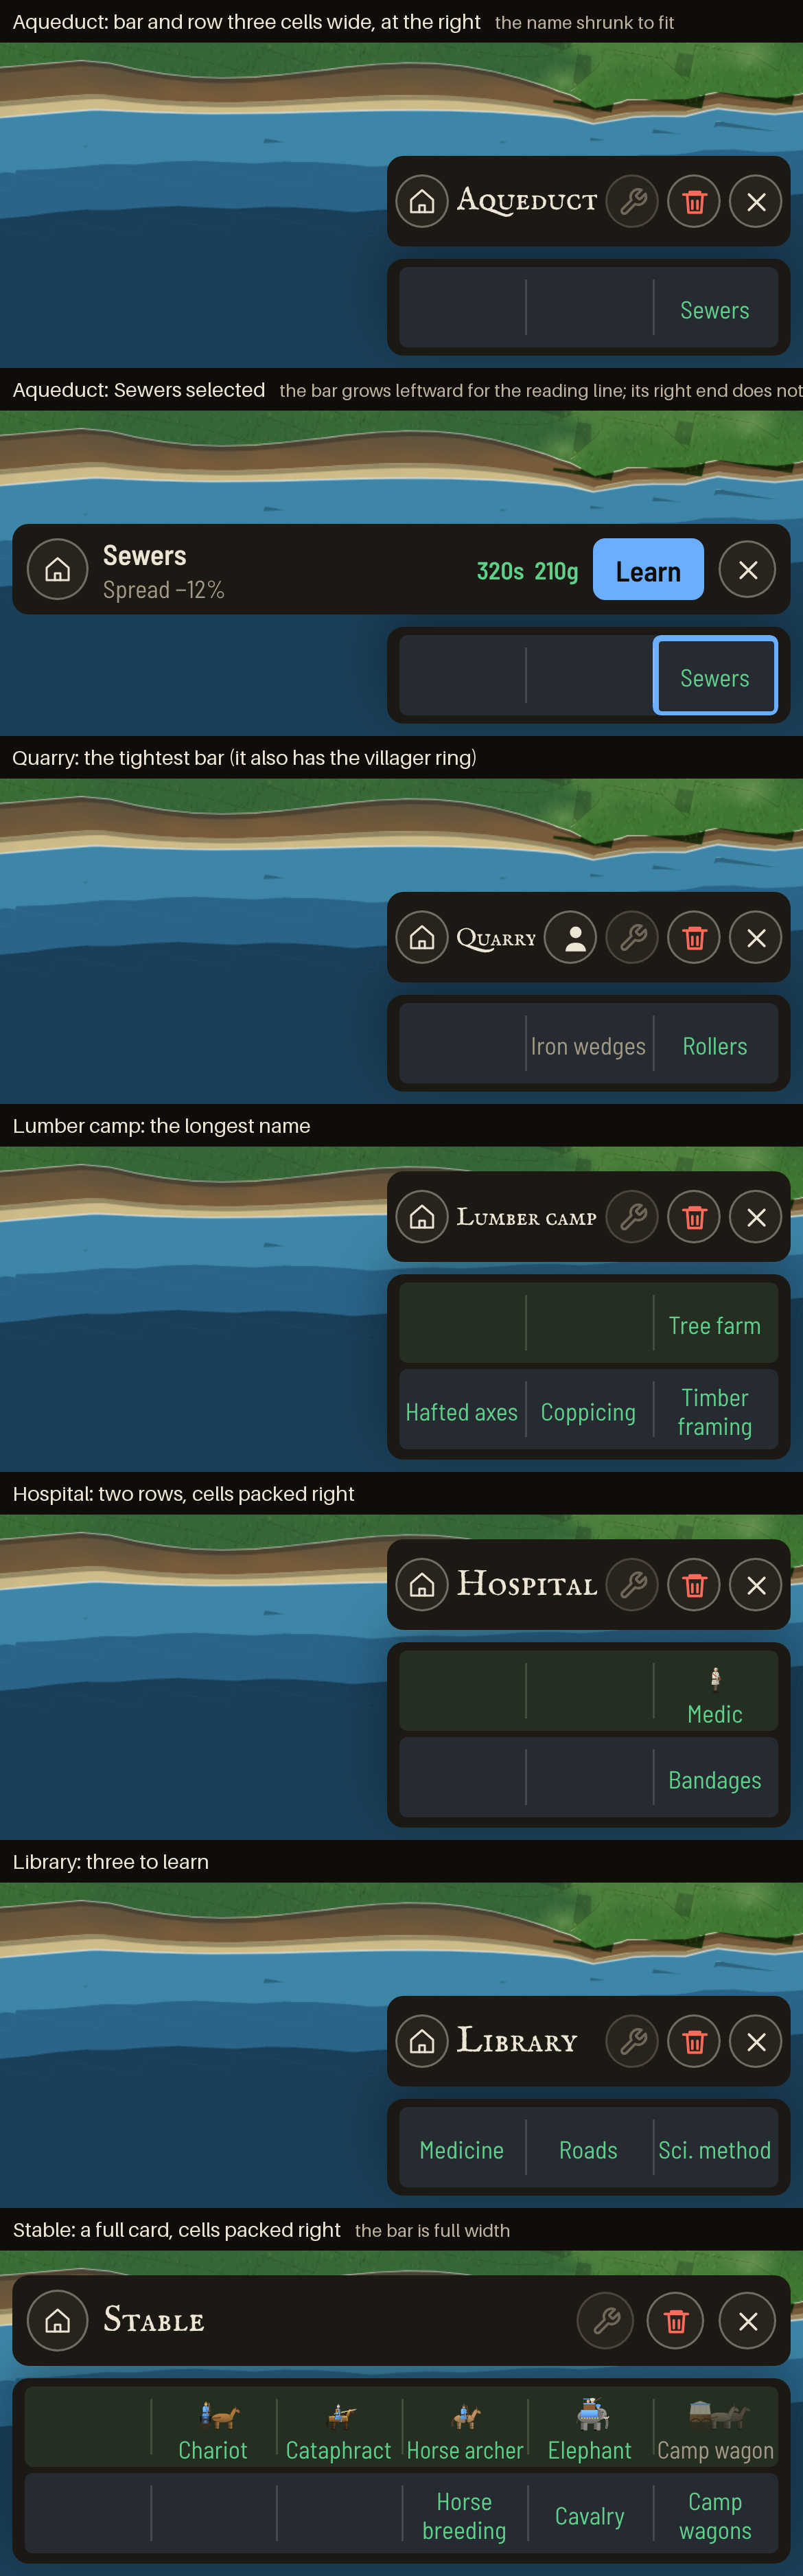 Aqueduct: bar and row three cells wide, at the right the name shrunk to fit
Aqueduct
Sewers
Aqueduct: Sewers selected the bar grows leftward for the reading line; its right end does not
Sewers
Spread −12%
320s 210g
Learn
Sewers
Quarry: the tightest bar (it also has the villager ring)
Quarry
Iron wedges Rollers
Lumber camp: the longest name
Lumber camp
Tree farm
Hafted axes Coppicing Timber
framing
Hospital: two rows, cells packed right
Hospital
Medic
Bandages
Library: three to learn
Library
Medicine Roads Sci. method
Stable: a full card, cells packed right the bar is full width
Stable
Chariot Cataphract Horse archer Elephant Camp wagon
Horse
breeding
Cavalry
Camp
wagons